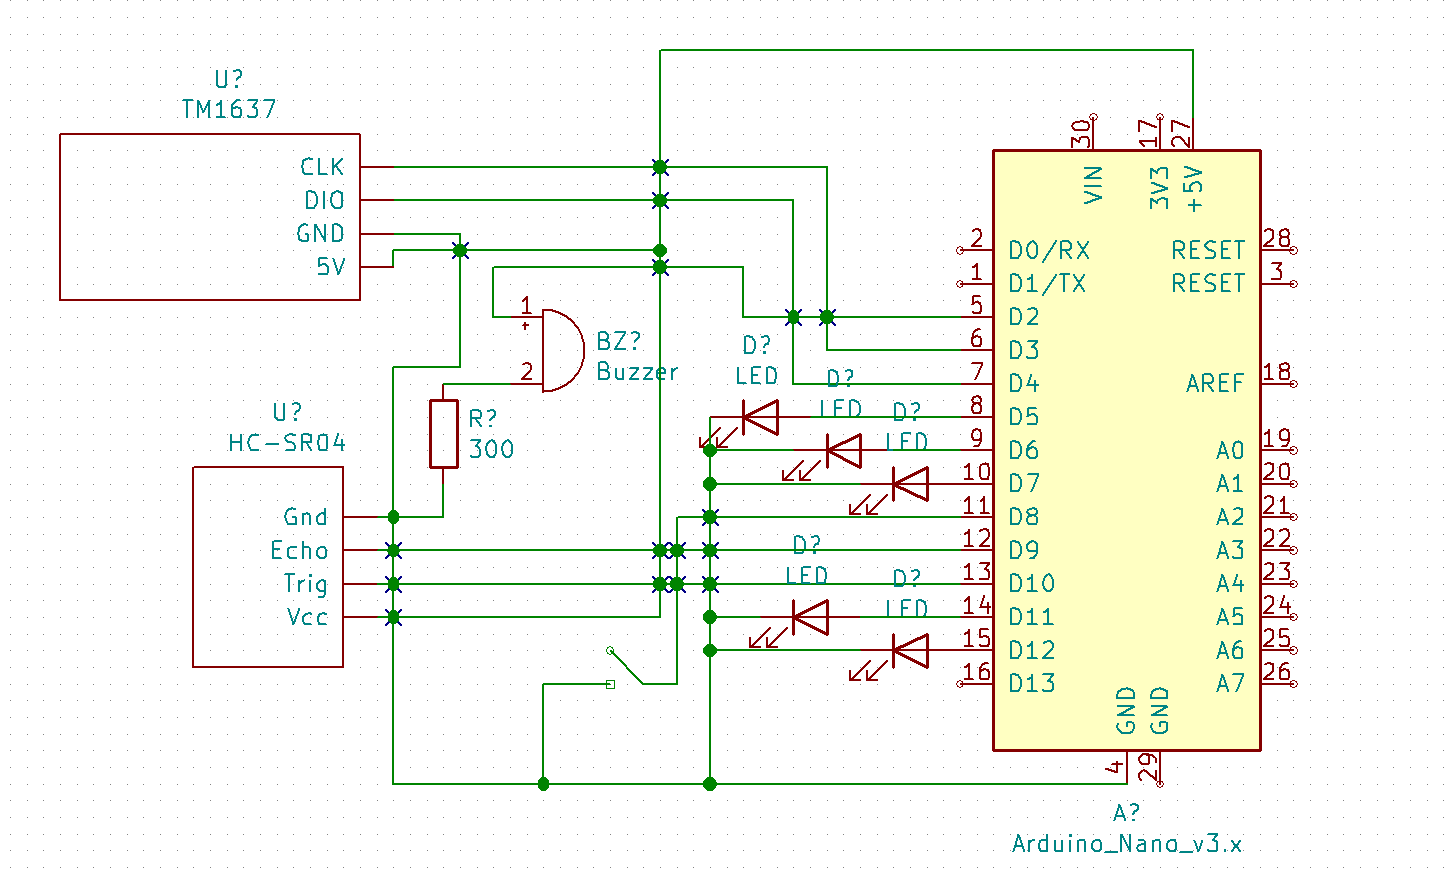 U?
TM1637
CLK
DIO
GND
5V
U?
HC-SR04
Gnd
Echo
Trig
Vcc
R?
300
1
+
2
BZ?
Buzzer
D?
LED
D?
LED
D?
LED
D?
LED
D?
LED
30
17
27
VIN
3V3
+5V
2 D0/RX
1 D1/TX
5 D2
6 D3
7 D4
8 D5
9 D6
10 D7
11 D8
12 D9
13 D10
14 D11
15 D12
16 D13
RESET 28
RESET 3
AREF 18
A0 19
A1 20
A2 21
A3 22
A4 23
A5 24
A6 25
A7 26
GND
GND
4
29
A?
Arduino_Nano_v3.x